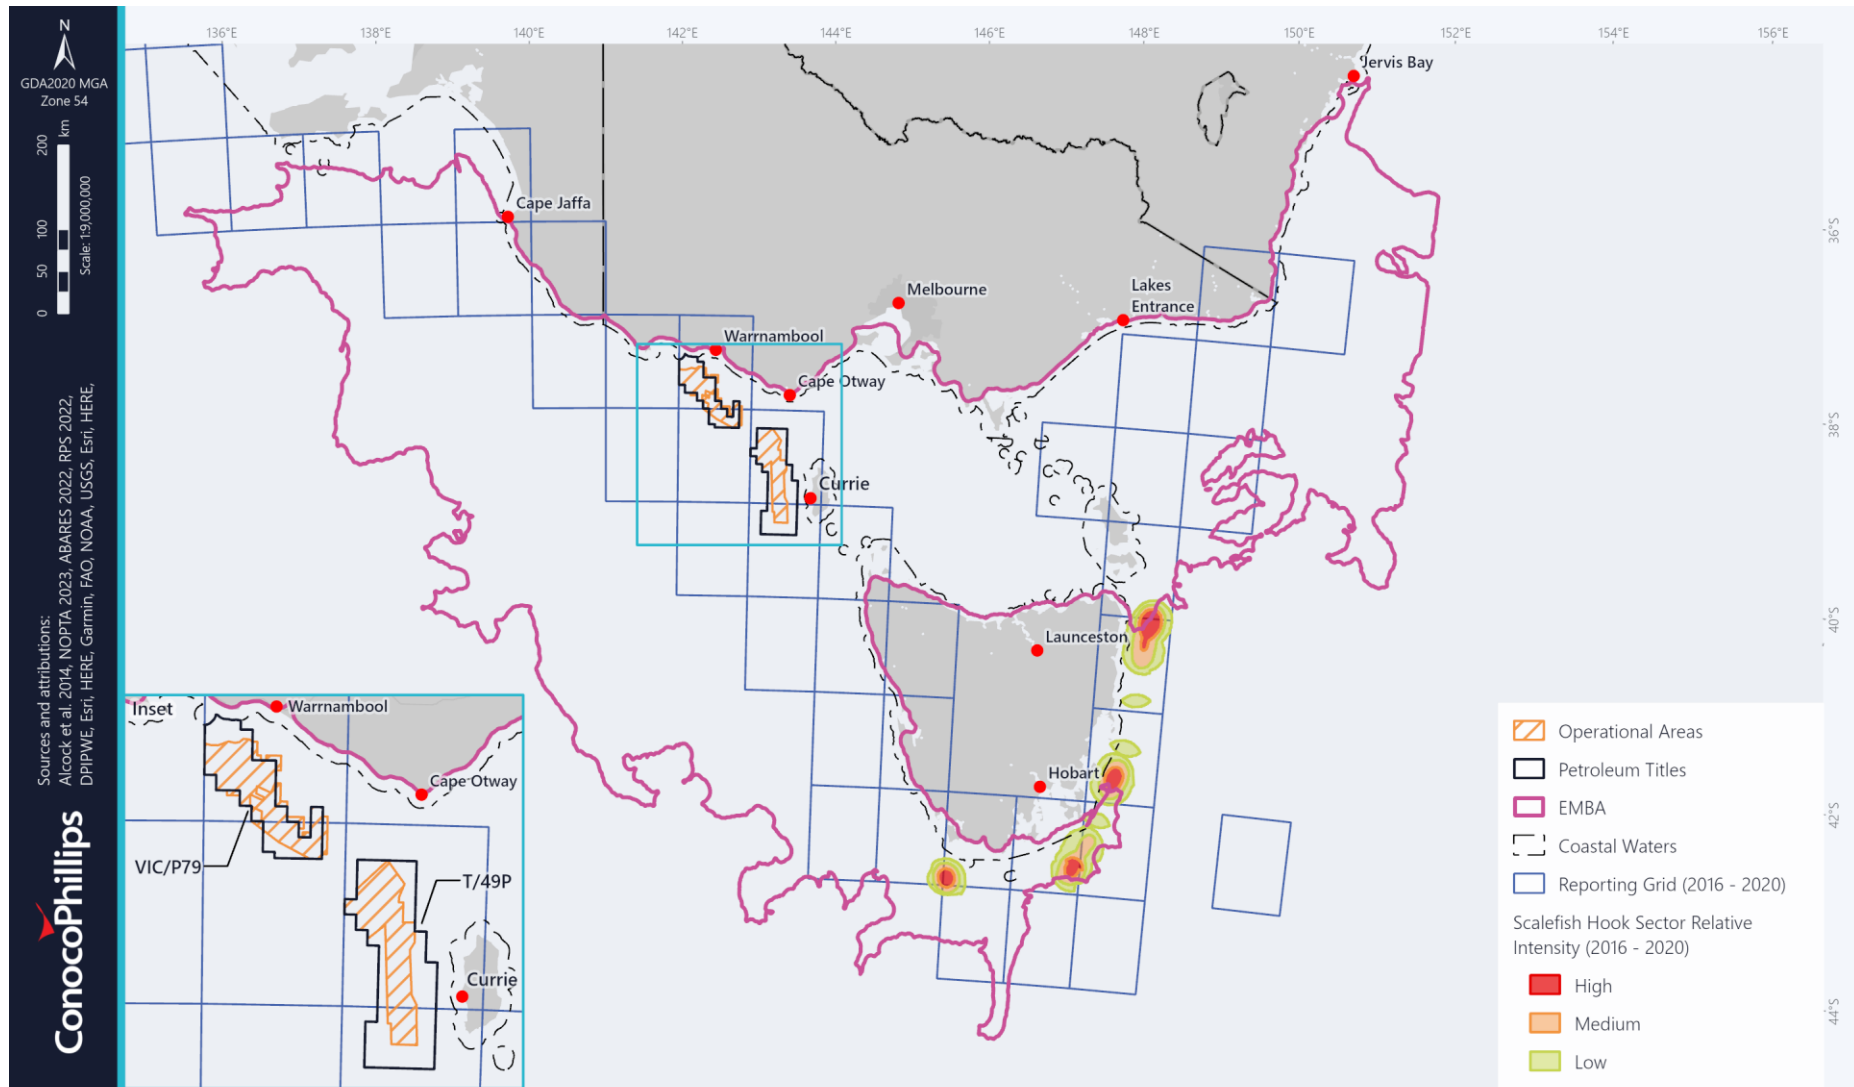 136°E
138°E
140°E
142°E
144°E
146°E
148°E
150°E
152°E
154°E
156°E
N
GDA2020 MGA
Zone 54
0
50
100
200
km
Scale: 1:9,000,000
Sources and attributions:
Alcock et al. 2014, NOPTA 2023, ABARES 2022, RPS 2022,
DPIPWE, Esri, HERE, Garmin, FAO, NOAA, USGS, Esri, HERE,
ConocoPhillips
Jervis Bay
Cape Jaffa
Melbourne
Lakes
Entrance
Warrnambool
Cape Otway
Currie
Launceston
Hobart
36°S
38°S
40°S
42°S
44°S
Inset
Warrnambool
Cape Otway
VIC/P79
T/49P
Currie
Operational Areas
Petroleum Titles
EMBA
Coastal Waters
Reporting Grid (2016 - 2020)
Scalefish Hook Sector Relative
Intensity (2016 - 2020)
High
Medium
Low